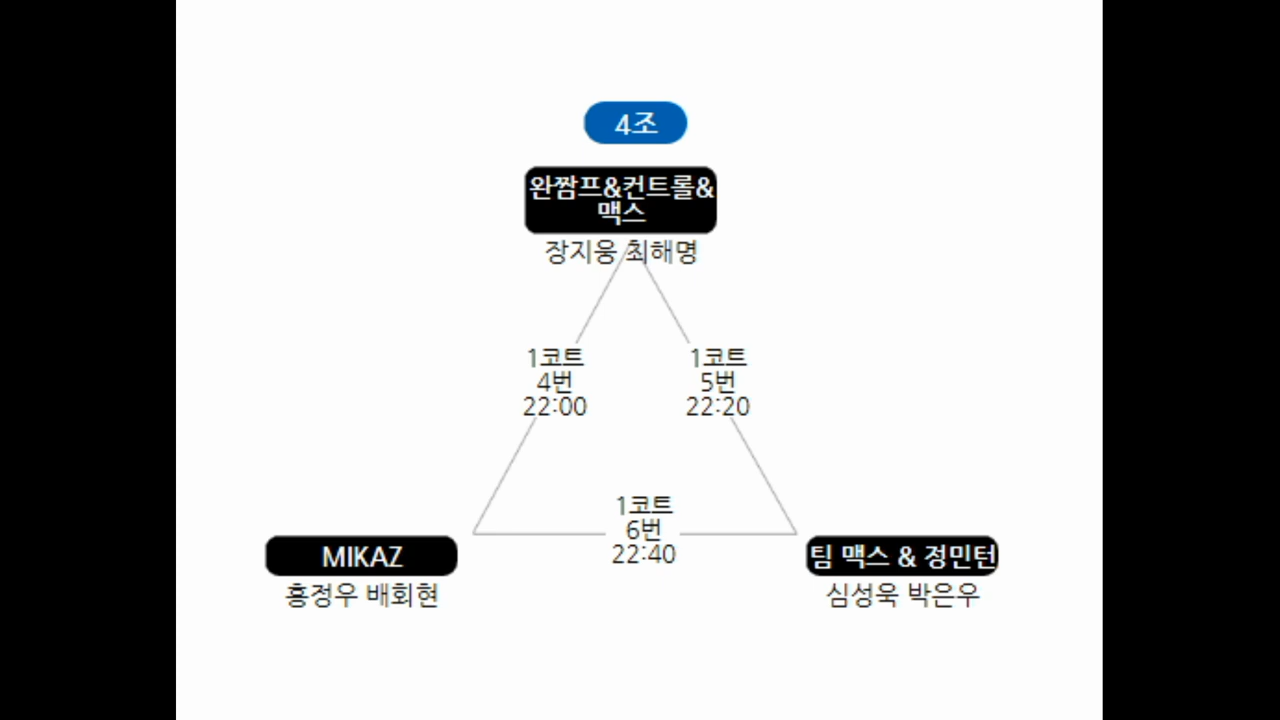 4조
완짬프&컨트롤&
맥스
장지웅 최해명
1코트
4번
22:00
1코트
5번
22:20
1코트
6번
22:40
MIKAZ
홍정우 배회현
팀 맥스 & 정민턴
심성욱 박은우